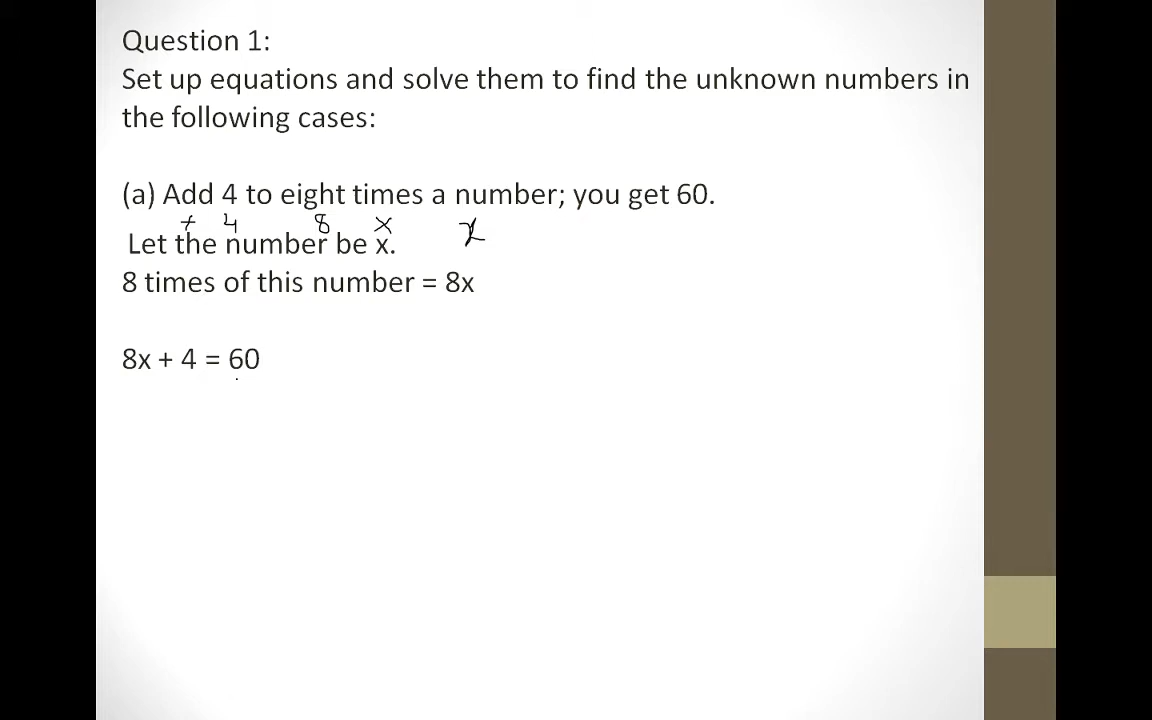 Question 1:
Set up equations and solve them to find the unknown numbers in
the following cases:
(a) Add 4 to eight times a number; you get 60.
+ 4 8 × x
Let the number be x.
8 times of this number = 8x
8x + 4 = 60